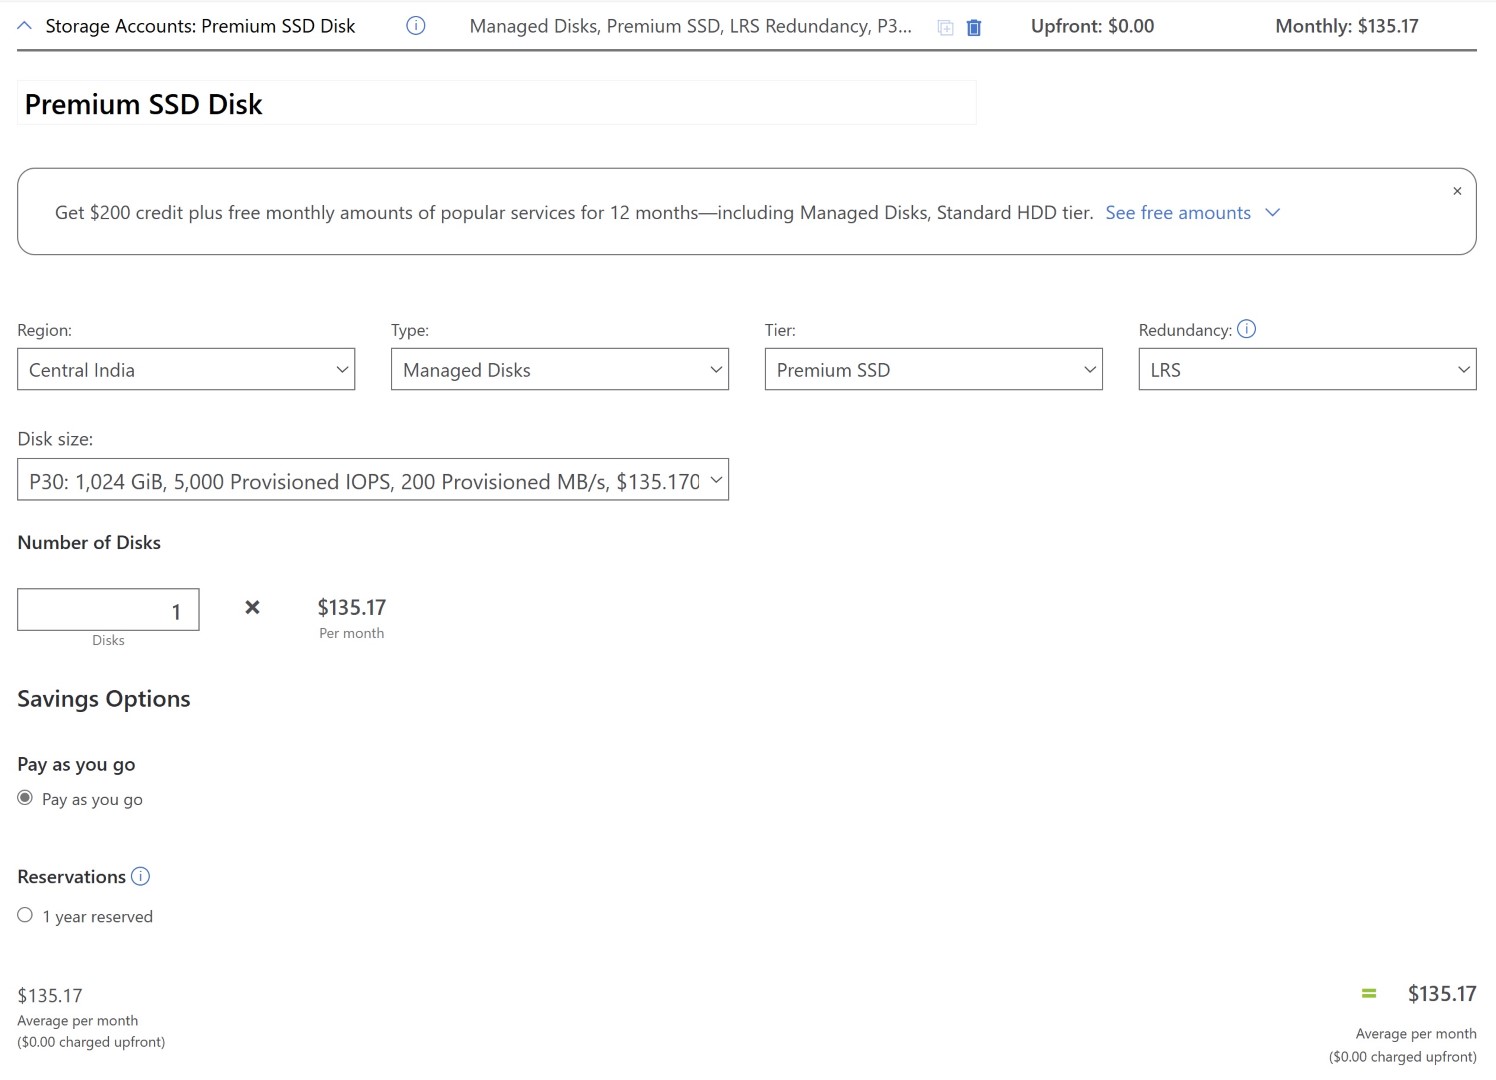 Storage Accounts: Premium SSD Disk Managed Disks, Premium SSD, LRS Redundancy, P3... Upfront: $0.00 Monthly: $135.17
Premium SSD Disk
Get $200 credit plus free monthly amounts of popular services for 12 months—including Managed Disks, Standard HDD tier. See free amounts
Region: Type: Tier: Redundancy:
Central India Managed Disks Premium SSD LRS
Disk size:
P30: 1,024 GiB, 5,000 Provisioned IOPS, 200 Provisioned MB/s, $135.170
Number of Disks
1 × $135.17
Disks Per month
Savings Options
Pay as you go
Pay as you go
Reservations
1 year reserved
$135.17 = $135.17
Average per month Average per month
($0.00 charged upfront) ($0.00 charged upfront)